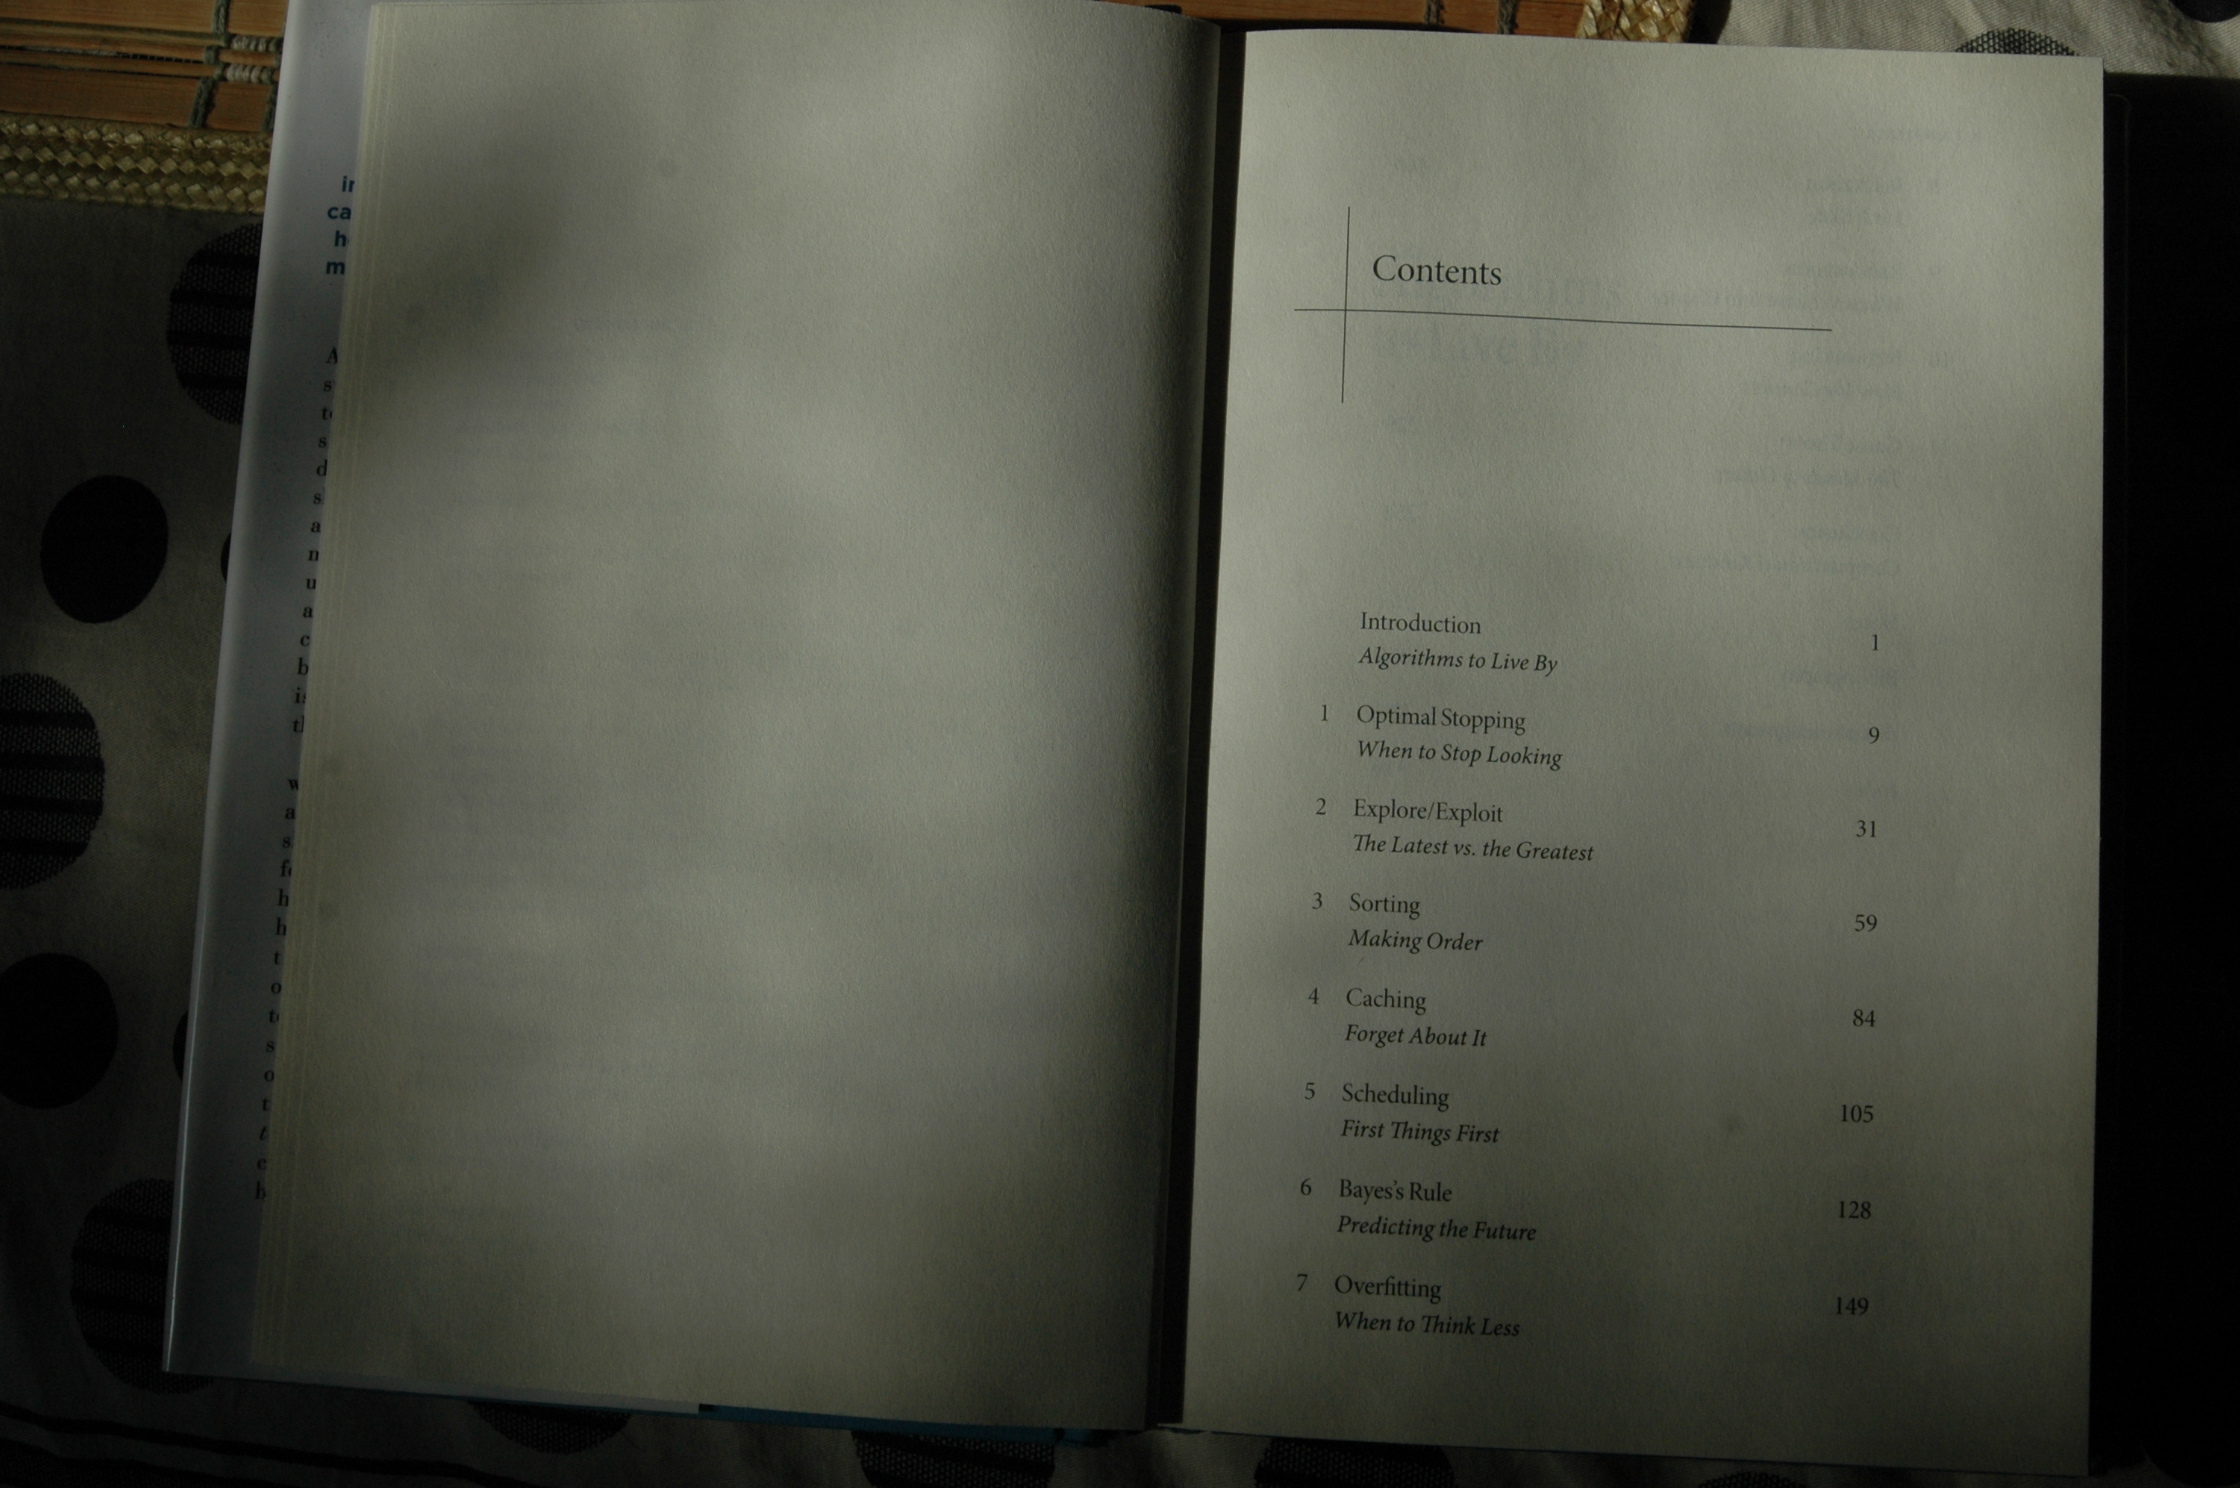 Contents
Introduction 1
Algorithms to Live By
1 Optimal Stopping 9
When to Stop Looking
2 Explore/Exploit 31
The Latest vs. the Greatest
3 Sorting 59
Making Order
4 Caching 84
Forget About It
5 Scheduling 105
First Things First
6 Bayes's Rule 128
Predicting the Future
7 Overfitting 149
When to Think Less